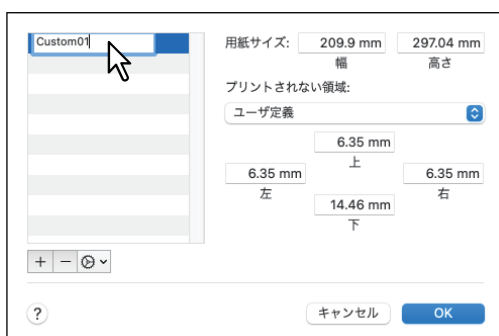 Custom01
用紙サイズ: 209.9 mm 297.04 mm
幅 高さ
プリントされない領域:
ユーザ定義
6.35 mm
上
6.35 mm 6.35 mm
左 右
14.46 mm
下
+ −
? キャンセル OK